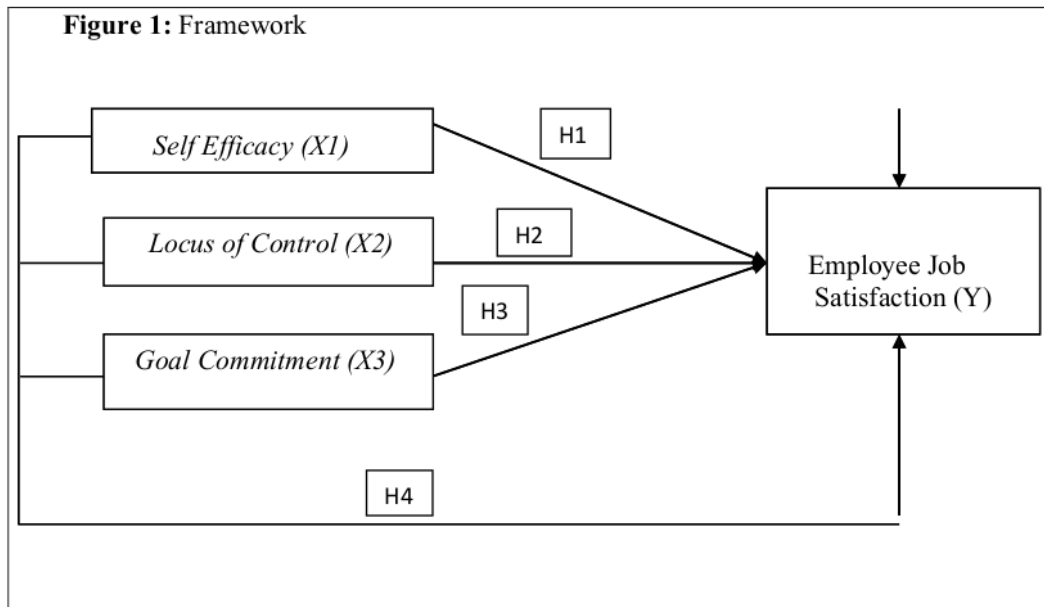 Figure 1: Framework
Self Efficacy (X1)
H1
Locus of Control (X2)
H2
Employee Job
Satisfaction (Y)
H3
Goal Commitment (X3)
H4